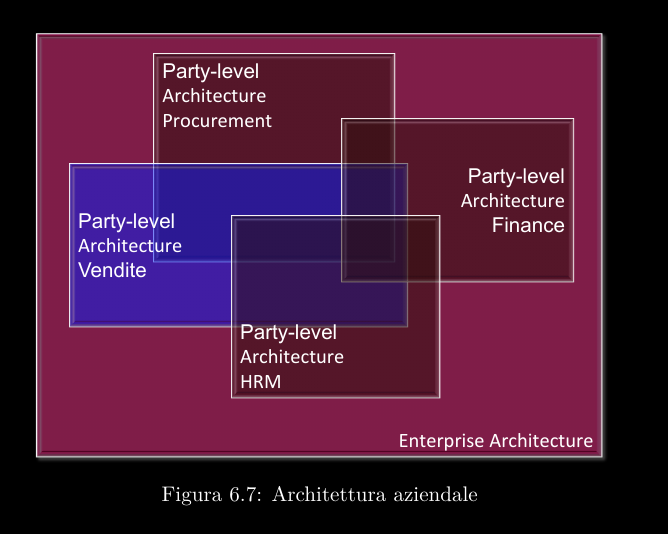 Party-level
Architecture
Procurement
Party-level
Architecture
Finance
Party-level
Architecture
Vendite
Party-level
Architecture
HRM
Enterprise Architecture
Figura 6.7: Architettura aziendale